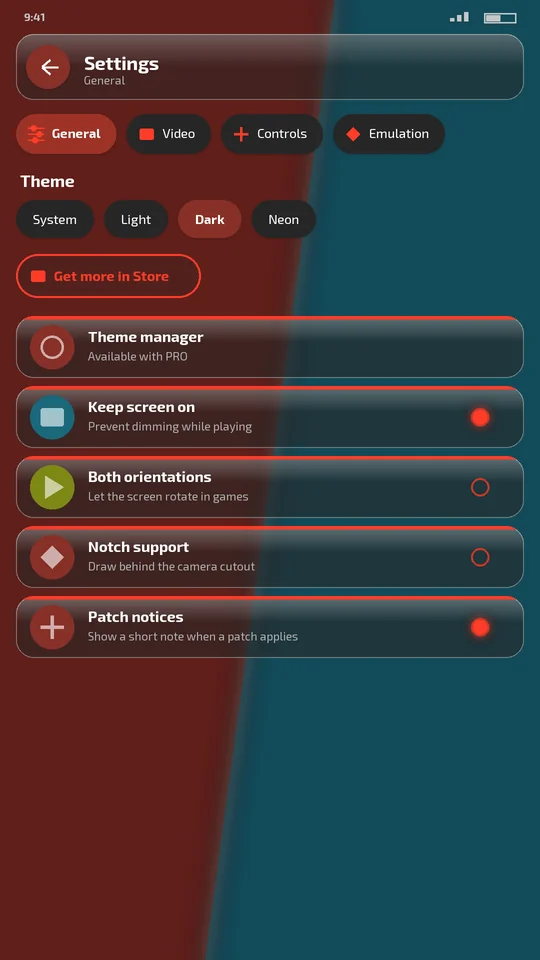 9:41
Settings
General
General
Video
Controls
Emulation
Theme
System
Light
Dark
Neon
Get more in Store
Theme manager
Available with PRO
Keep screen on
Prevent dimming while playing
Both orientations
Let the screen rotate in games
Notch support
Draw behind the camera cutout
Patch notices
Show a short note when a patch applies